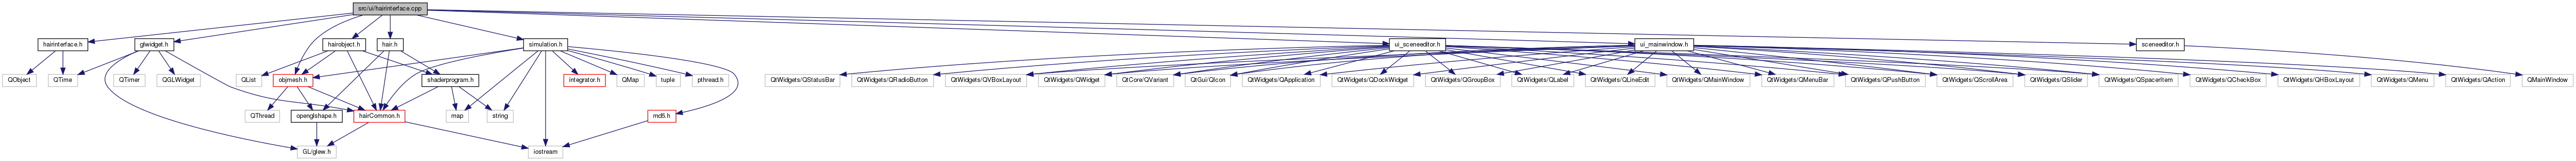 src/ui/hairinterface.cpp
hairinterface.h
glwidget.h
hairobject.h
hair.h
simulation.h
ui_sceneeditor.h
ui_mainwindow.h
sceneeditor.h
QObject
QTime
QTimer
QGLWidget
QList
objmesh.h
shaderprogram.h
integrator.h
QMap
tuple
pthread.h
QtWidgets/QStatusBar
QtWidgets/QRadioButton
QtWidgets/QVBoxLayout
QtWidgets/QWidget
QtCore/QVariant
QtGui/QIcon
QtWidgets/QApplication
QtWidgets/QDockWidget
QtWidgets/QGroupBox
QtWidgets/QLabel
QtWidgets/QLineEdit
QtWidgets/QMainWindow
QtWidgets/QMenuBar
QtWidgets/QPushButton
QtWidgets/QScrollArea
QtWidgets/QSlider
QtWidgets/QSpacerItem
QtWidgets/QCheckBox
QtWidgets/QHBoxLayout
QtWidgets/QMenu
QtWidgets/QAction
QMainWindow
QThread
openglshape.h
hairCommon.h
map
string
md5.h
GL/glew.h
iostream